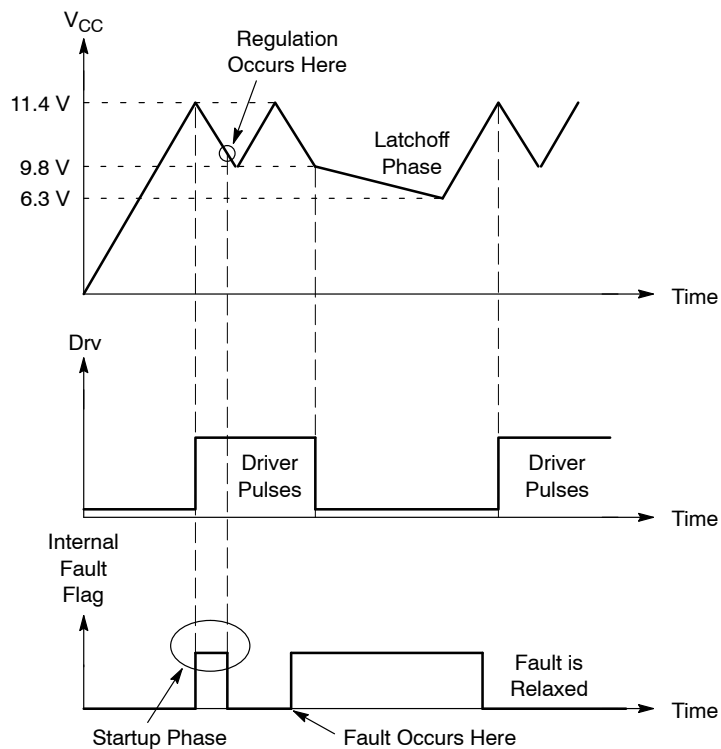 V_CC
Regulation
Occurs Here
11.4 V
9.8 V
6.3 V
Latchoff
Phase
Time
Drv
Driver
Pulses
Driver
Pulses
Time
Internal
Fault
Flag
Fault is
Relaxed
Time
Startup Phase
Fault Occurs Here